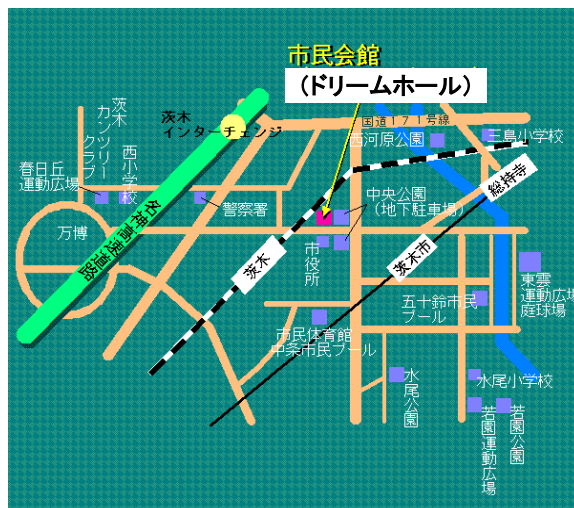 市民会館
(ドリームホール)
茨木
インターチェンジ
国道171号線
西河原公園
三島小学校
茨木
カンツリー
クラブ
西小学校
春日丘
運動広場
警察署
中央公園
(地下駐車場)
総持寺
万博
名神高速道路
茨木
市役所
茨木市
東雲
運動広場
庭球場
五十鈴市民
プール
市民体育館
中条市民プール
水尾公園
水尾小学校
若園運動広場
若園公園